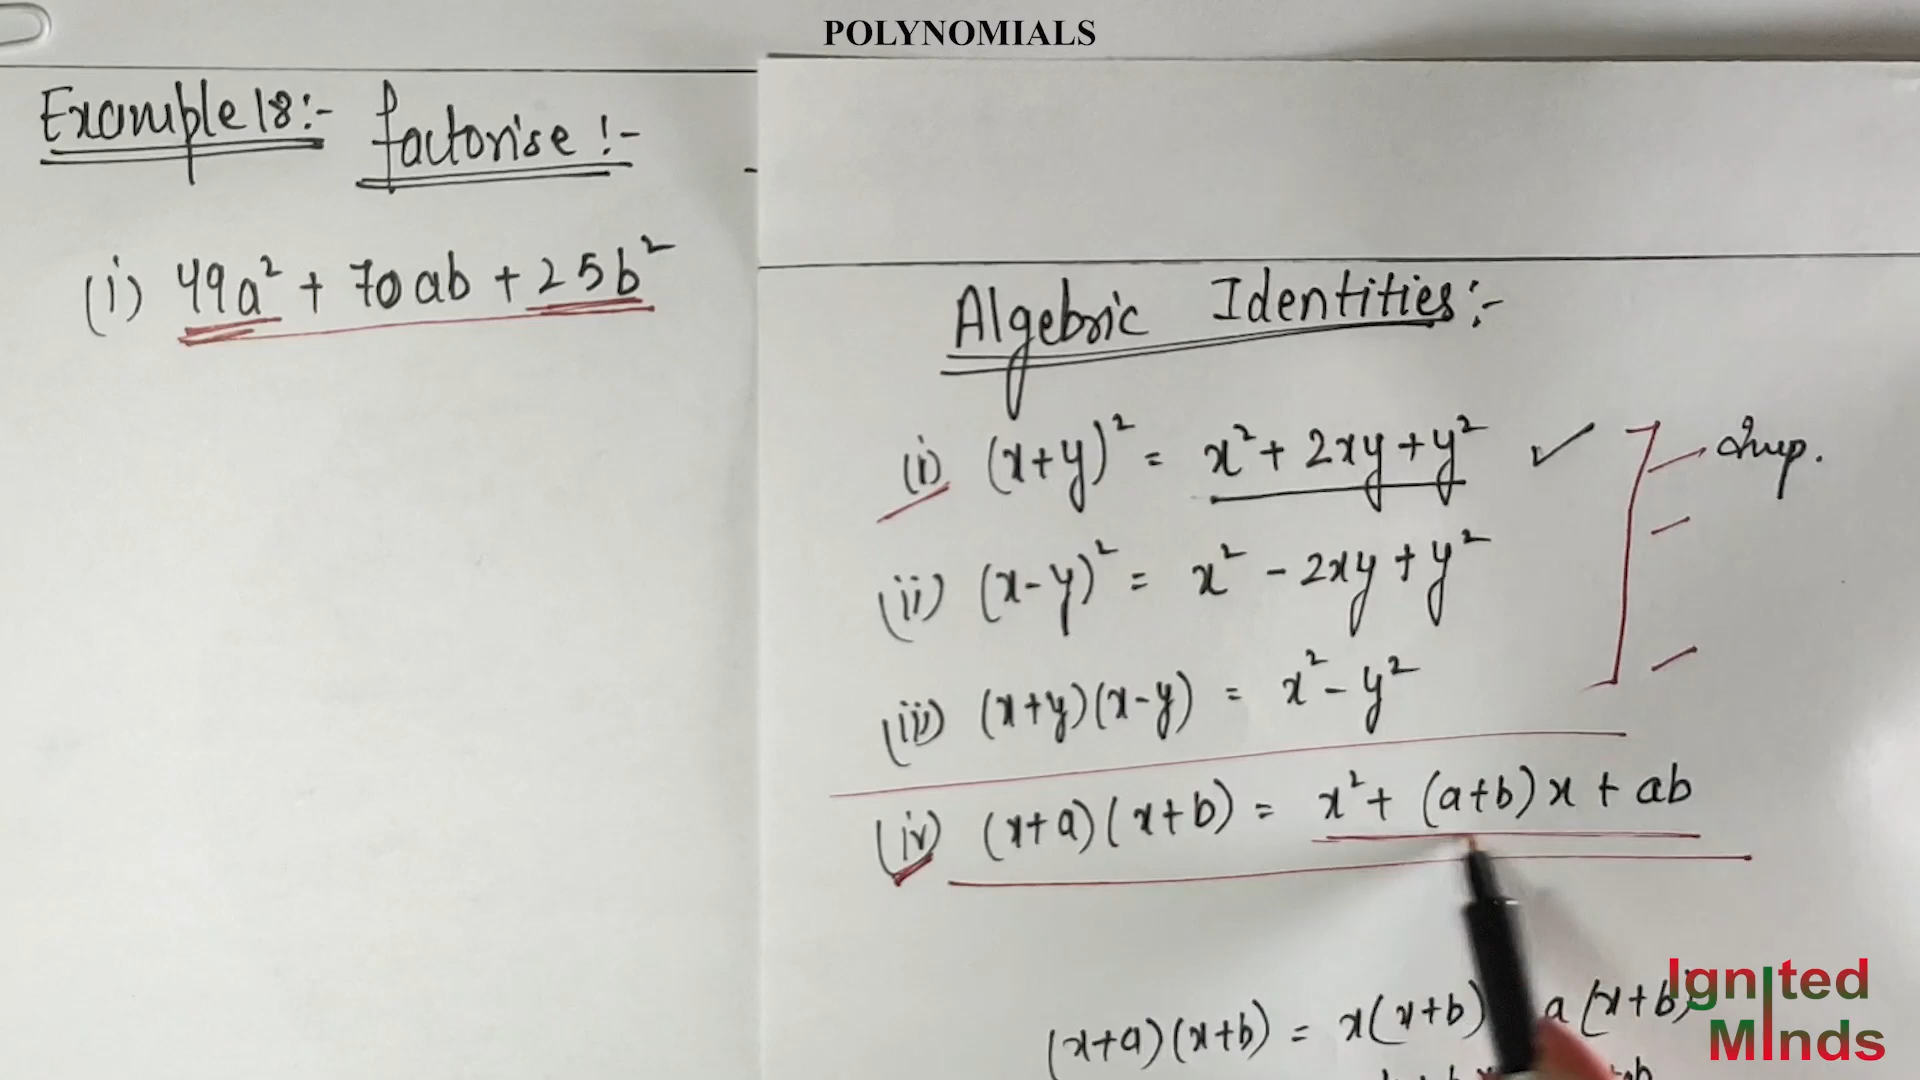 POLYNOMIALS
Example 18:- factorise :-
(i) 49a² + 70ab + 25b²
Algebric Identities:-
(i) (x+y)² = x² + 2xy + y² ✓ Imp.
(ii) (x-y)² = x² - 2xy + y²
(iii) (x+y)(x-y) = x² - y²
(iv) (x+a)(x+b) = x² + (a+b)x + ab
(x+a)(x+b) = x(x+b) a(x+b)
Ignited
Minds